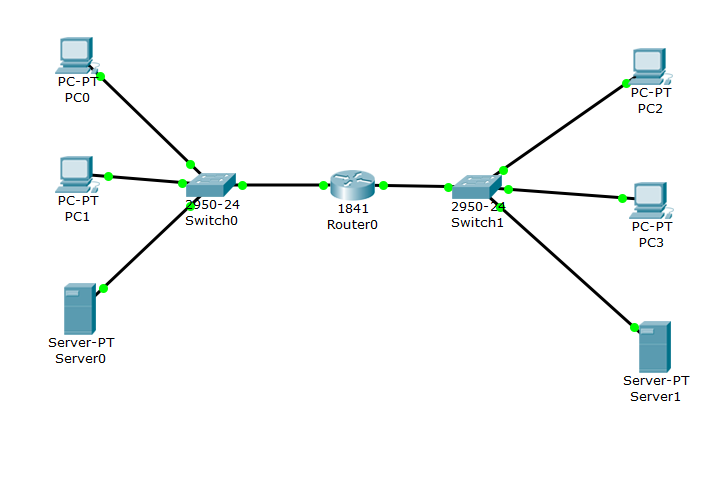 PC-PT
PC0
PC-PT
PC1
Server-PT
Server0
2950-24
Switch0
1841
Router0
2950-24
Switch1
PC-PT
PC2
PC-PT
PC3
Server-PT
Server1